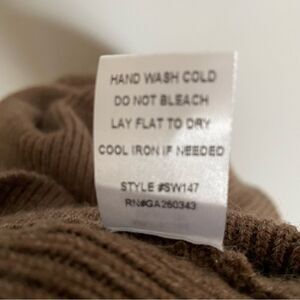 HAND WASH COLD
DO NOT BLEACH
LAY FLAT TO DRY
COOL IRON IF NEEDED
STYLE #SW147
RN#GA260343